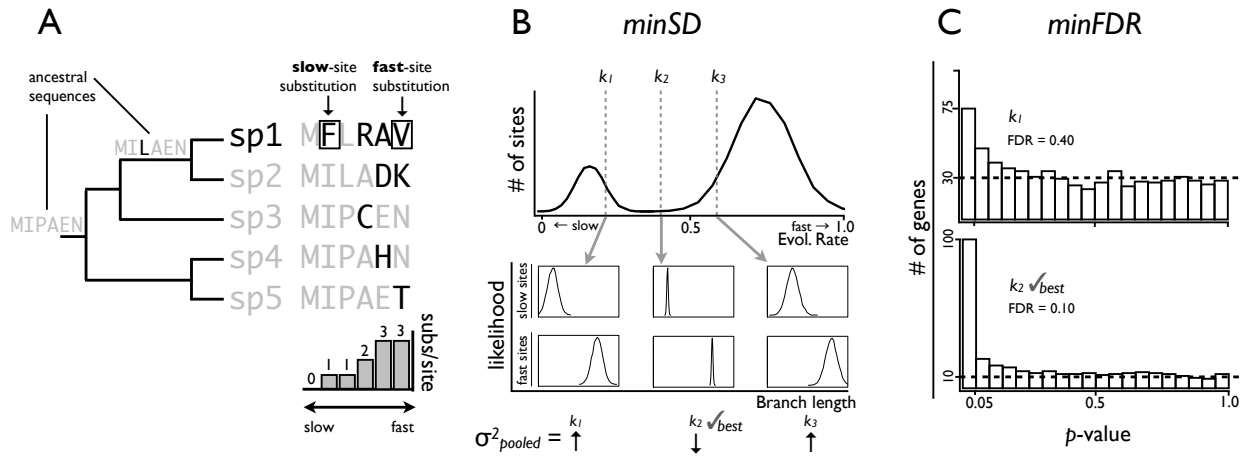 A
ancestral
sequences
slow-site
substitution
fast-site
substitution
MILAEN
MIPAEN
sp1 MFLRAV
sp2 MILADK
sp3 MIPCEN
sp4 MIPAHN
sp5 MIPAET
0 1 1 2 3 3
subs/site
slow fast
B minSD
k1 k2 k3
# of sites
0 0.5 1.0
← slow fast →
Evol. Rate
likelihood
slow sites
fast sites
Branch length
σ²pooled = k1 ↑ k2 ↓ ✓best k3 ↑
C minFDR
# of genes
75
30
k1
FDR = 0.40
100
10
k2 ✓best
FDR = 0.10
0.05 0.5 1.0
p-value